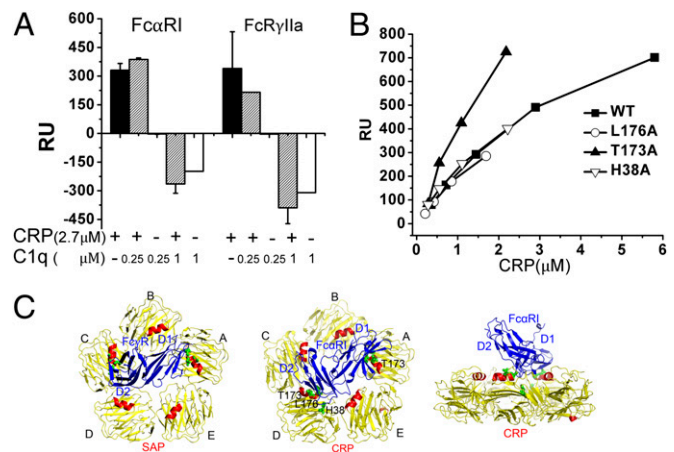 A
FcαRI FcRγIIa
600
450
300
150
0
-150
-300
-450
RU
CRP(2.7μM) + + - + - + + - + -
C1q ( μM) - 0.25 0.25 1 1 - 0.25 0.25 1 1
B
800
700
600
500
400
300
200
100
0
RU
WT
L176A
T173A
H38A
0 1 2 3 4 5 6
CRP(μM)
C
B
C
A
D
E
FcγRI
D1
D2
SAP
B
C
A
D
E
D1
FcαRI
D2
T173
T173
L176
H38
CRP
FcαRI
D2
D1
CRP